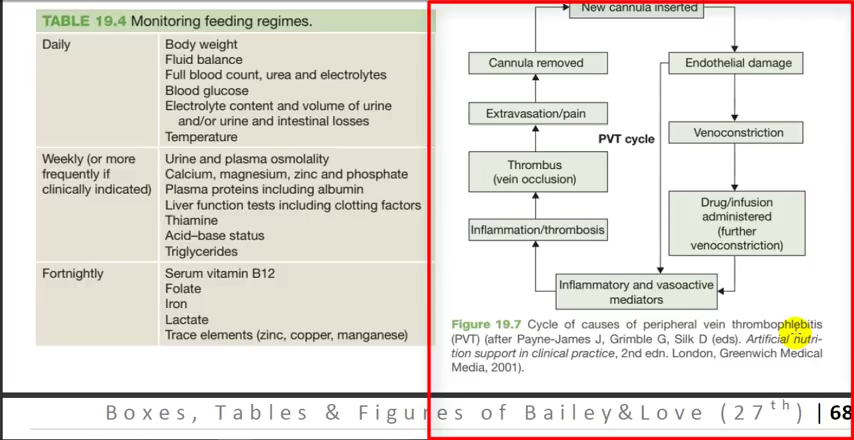 TABLE 19.4 Monitoring feeding regimes.
Daily
Body weight
Fluid balance
Full blood count, urea and electrolytes
Blood glucose
Electrolyte content and volume of urine
and/or urine and intestinal losses
Temperature
Weekly (or more
frequently if
clinically indicated)
Urine and plasma osmolality
Calcium, magnesium, zinc and phosphate
Plasma proteins including albumin
Liver function tests including clotting factors
Thiamine
Acid–base status
Triglycerides
Fortnightly
Serum vitamin B12
Folate
Iron
Lactate
Trace elements (zinc, copper, manganese)
New cannula inserted
Endothelial damage
Venoconstriction
Drug/infusion
administered
(further
venoconstriction)
Inflammatory and vasoactive
mediators
Inflammation/thrombosis
Thrombus
(vein occlusion)
Extravasation/pain
Cannula removed
PVT cycle
Figure 19.7 Cycle of causes of peripheral vein thrombophlebitis
(PVT) (after Payne-James J, Grimble G, Silk D (eds). Artificial nutri-
tion support in clinical practice, 2nd edn. London, Greenwich Medical
Media, 2001).
Boxes, Tables & Figures of Bailey&Love (27th) | 68